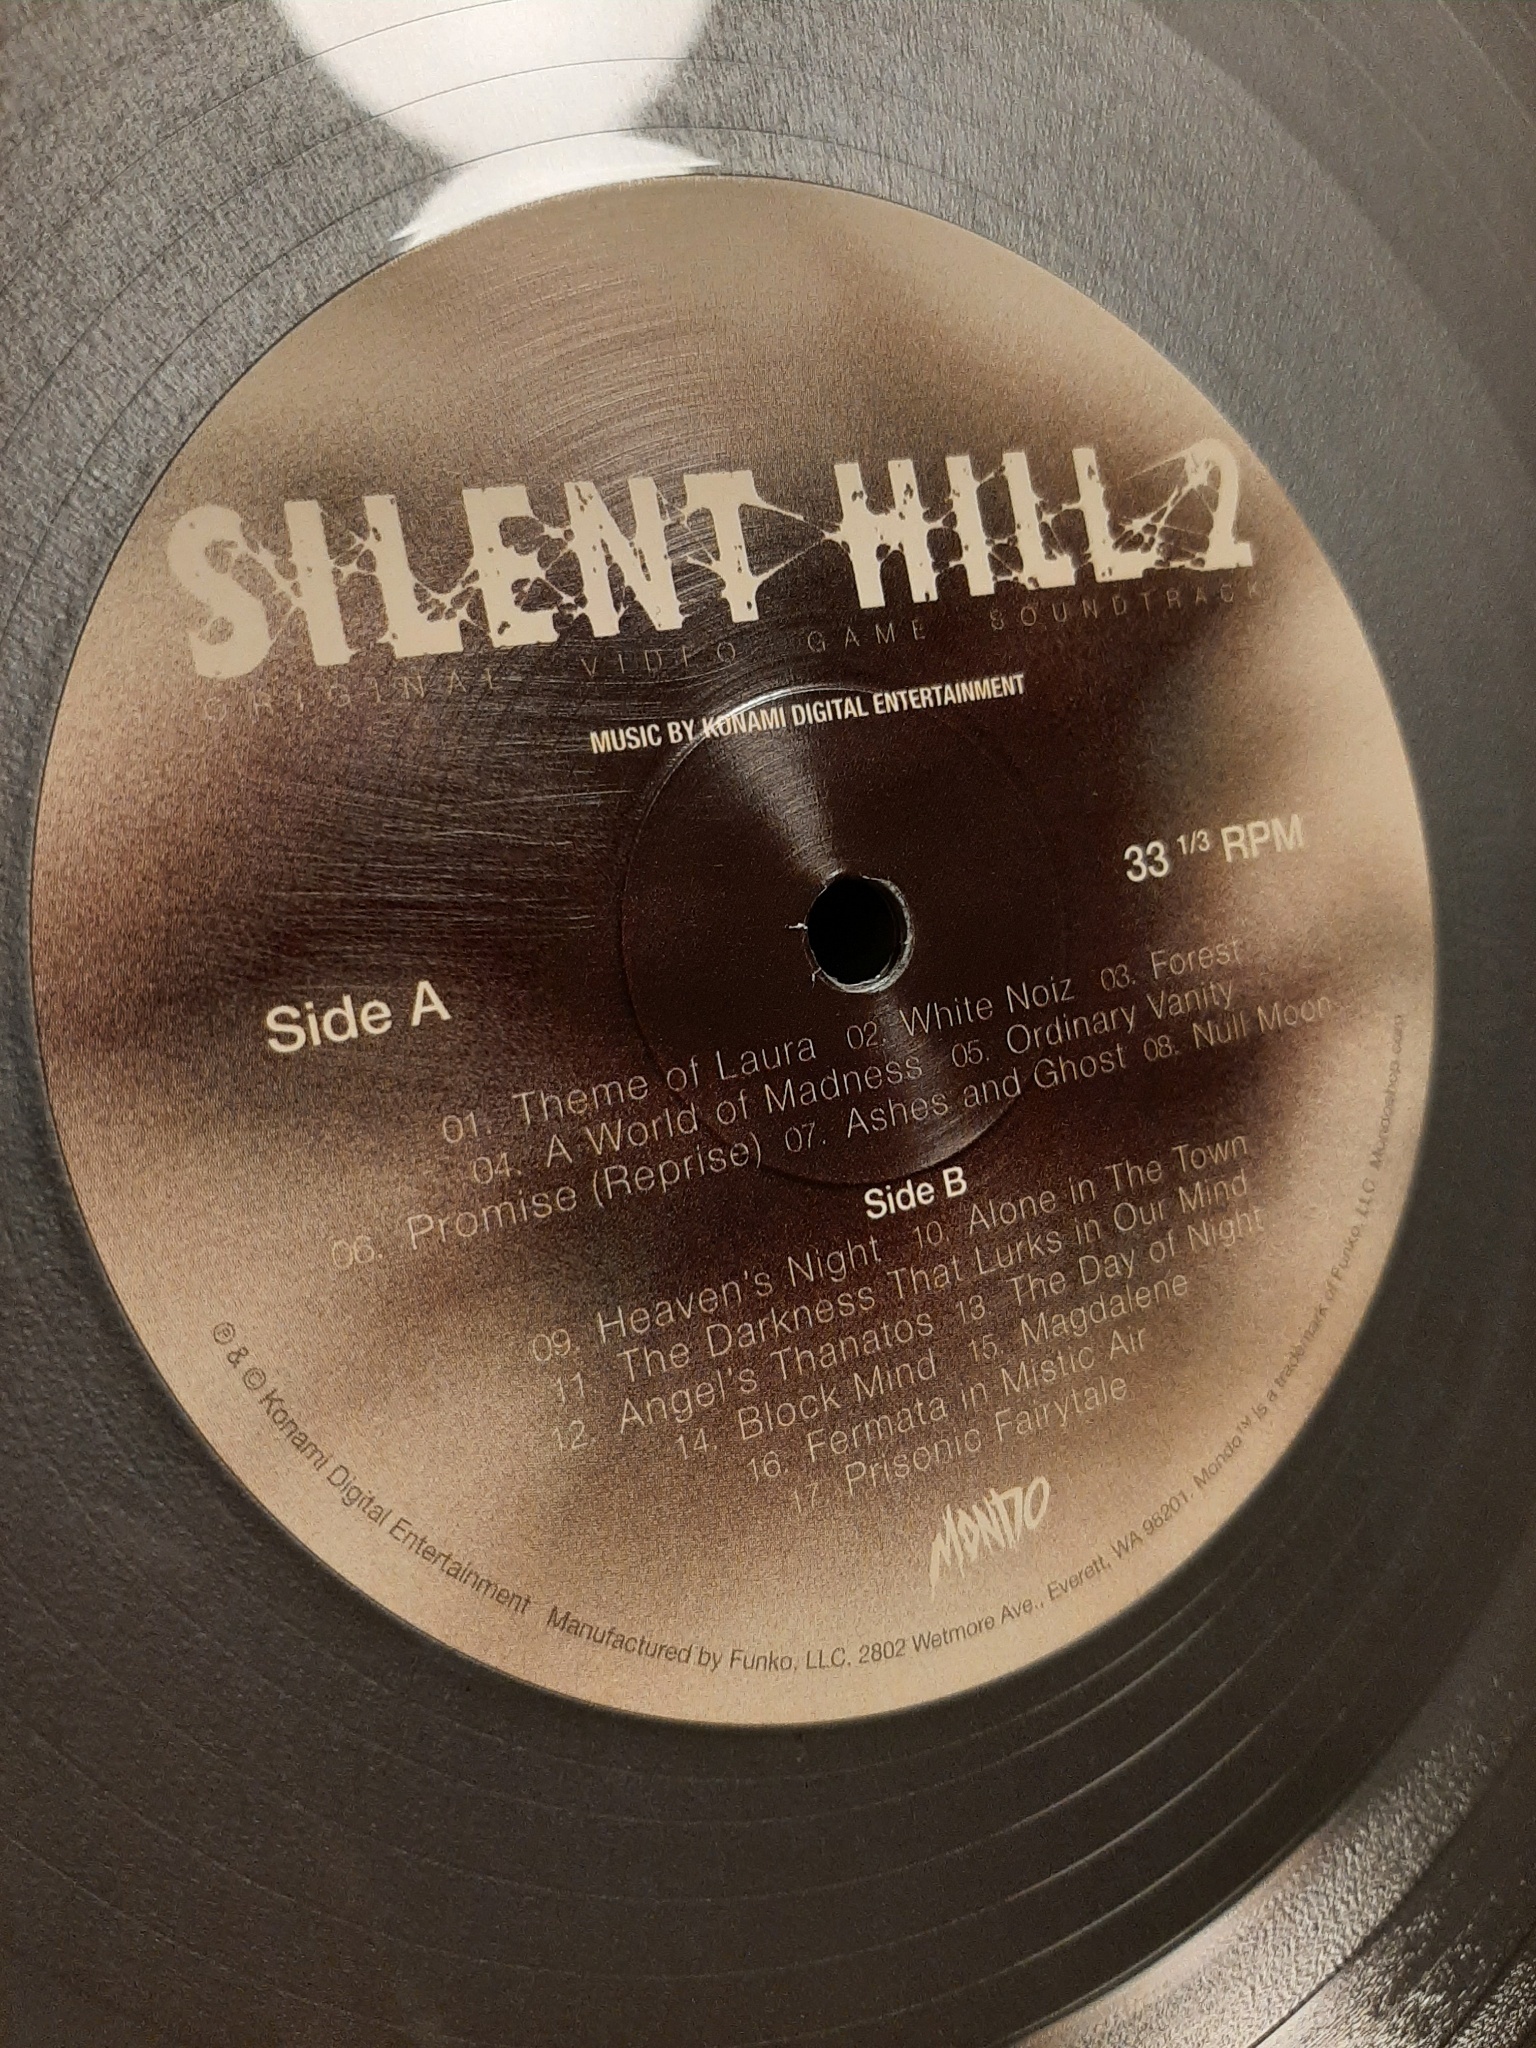 SILENT HILL 2
ORIGINAL VIDEO GAME SOUNDTRACK
MUSIC BY KONAMI DIGITAL ENTERTAINMENT
33 1/3 RPM
Side A
01. Theme of Laura 02. White Noiz 03. Forest
04. A World of Madness 05. Ordinary Vanity
06. Promise (Reprise) 07. Ashes and Ghost 08. Null Moon
Side B
09. Heaven's Night 10. Alone in The Town
11. The Darkness That Lurks in Our Mind
12. Angel's Thanatos 13. The Day of Night
14. Block Mind 15. Magdalene
16. Fermata in Mistic Air
17. Prisonic Fairytale
MONDO
℗ & © Konami Digital Entertainment Manufactured by Funko, LLC. 2802 Wetmore Ave., Everett, WA 98201. Mondo™ is a trademark of Funko, LLC Mondoshop.com